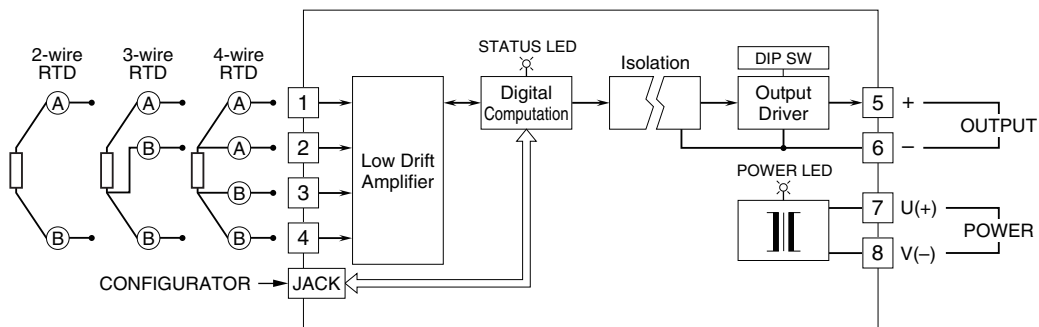 2-wire
RTD
3-wire
RTD
4-wire
RTD
A
B
A
B
B
A
A
B
B
1
2
3
4
Low Drift
Amplifier
STATUS LED
Digital
Computation
Isolation
DIP SW
Output
Driver
5
+
6
–
OUTPUT
POWER LED
7
U(+)
8
V(–)
POWER
CONFIGURATOR
JACK